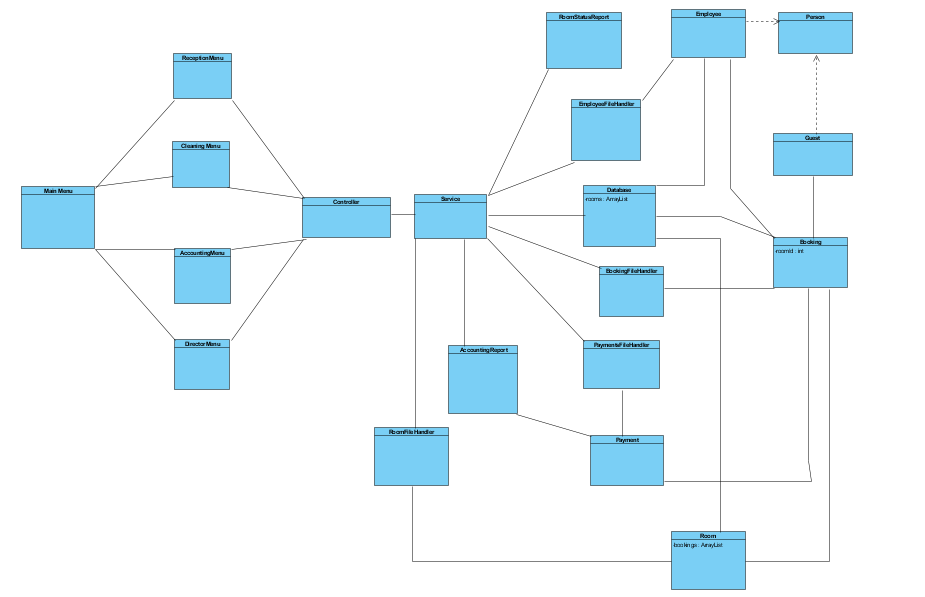 RoomStatusReport
Employee
Person
ReceptionMenu
EmployeeFileHandler
Guest
Cleaning Menu
Main Menu
Database
-rooms : ArrayList
Service
Controller
Booking
-roomId : int
AccountingMenu
BookingFileHandler
DirectorMenu
PaymentsFileHandler
AccountingReport
RoomFileHandler
Payment
Room
-bookings : ArrayList